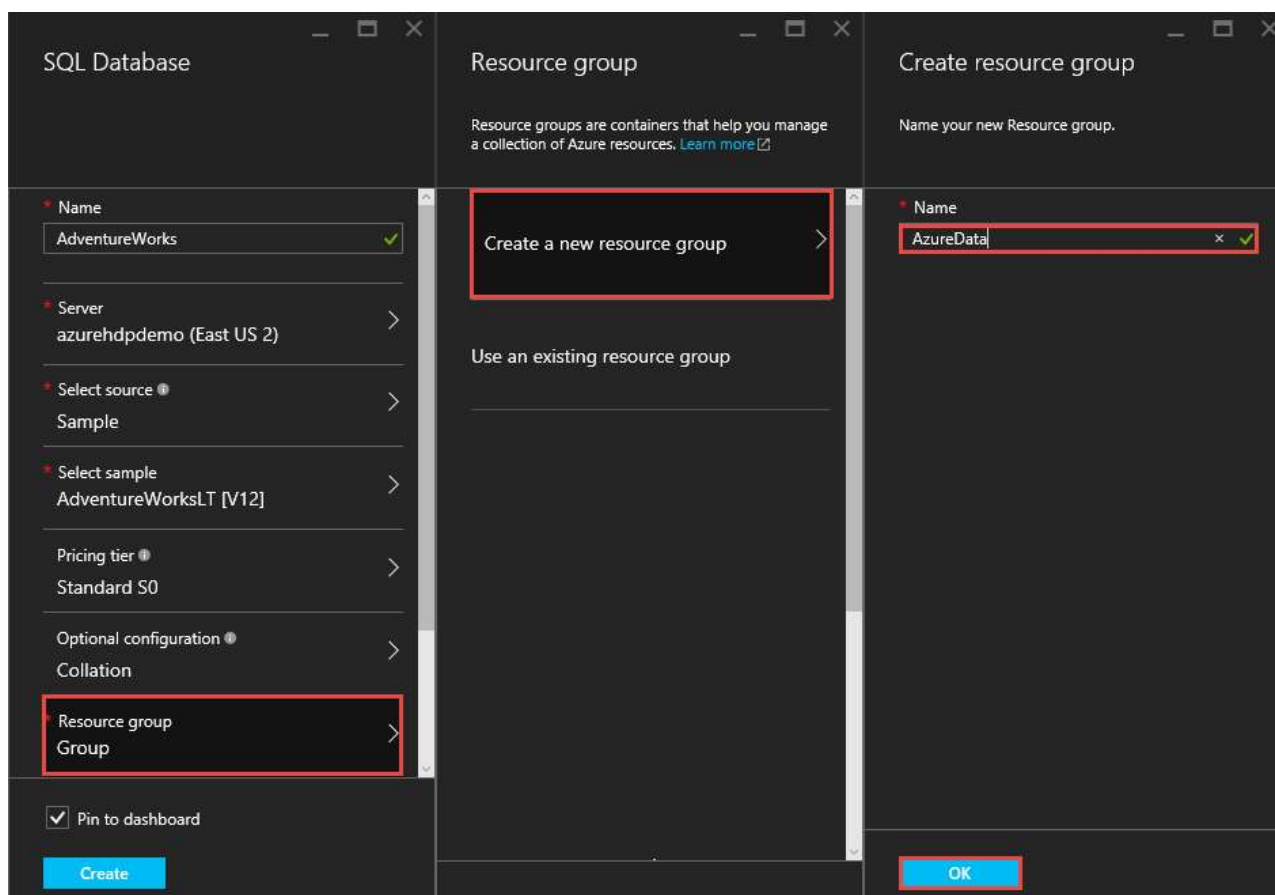 SQL Database
* Name
AdventureWorks
* Server
azurehdpdemo (East US 2)
* Select source
Sample
* Select sample
AdventureWorksLT [V12]
Pricing tier
Standard S0
Optional configuration
Collation
* Resource group
Group
Pin to dashboard
Create
Resource group
Resource groups are containers that help you manage
a collection of Azure resources. Learn more
Create a new resource group
Use an existing resource group
Create resource group
Name your new Resource group.
* Name
AzureData
OK